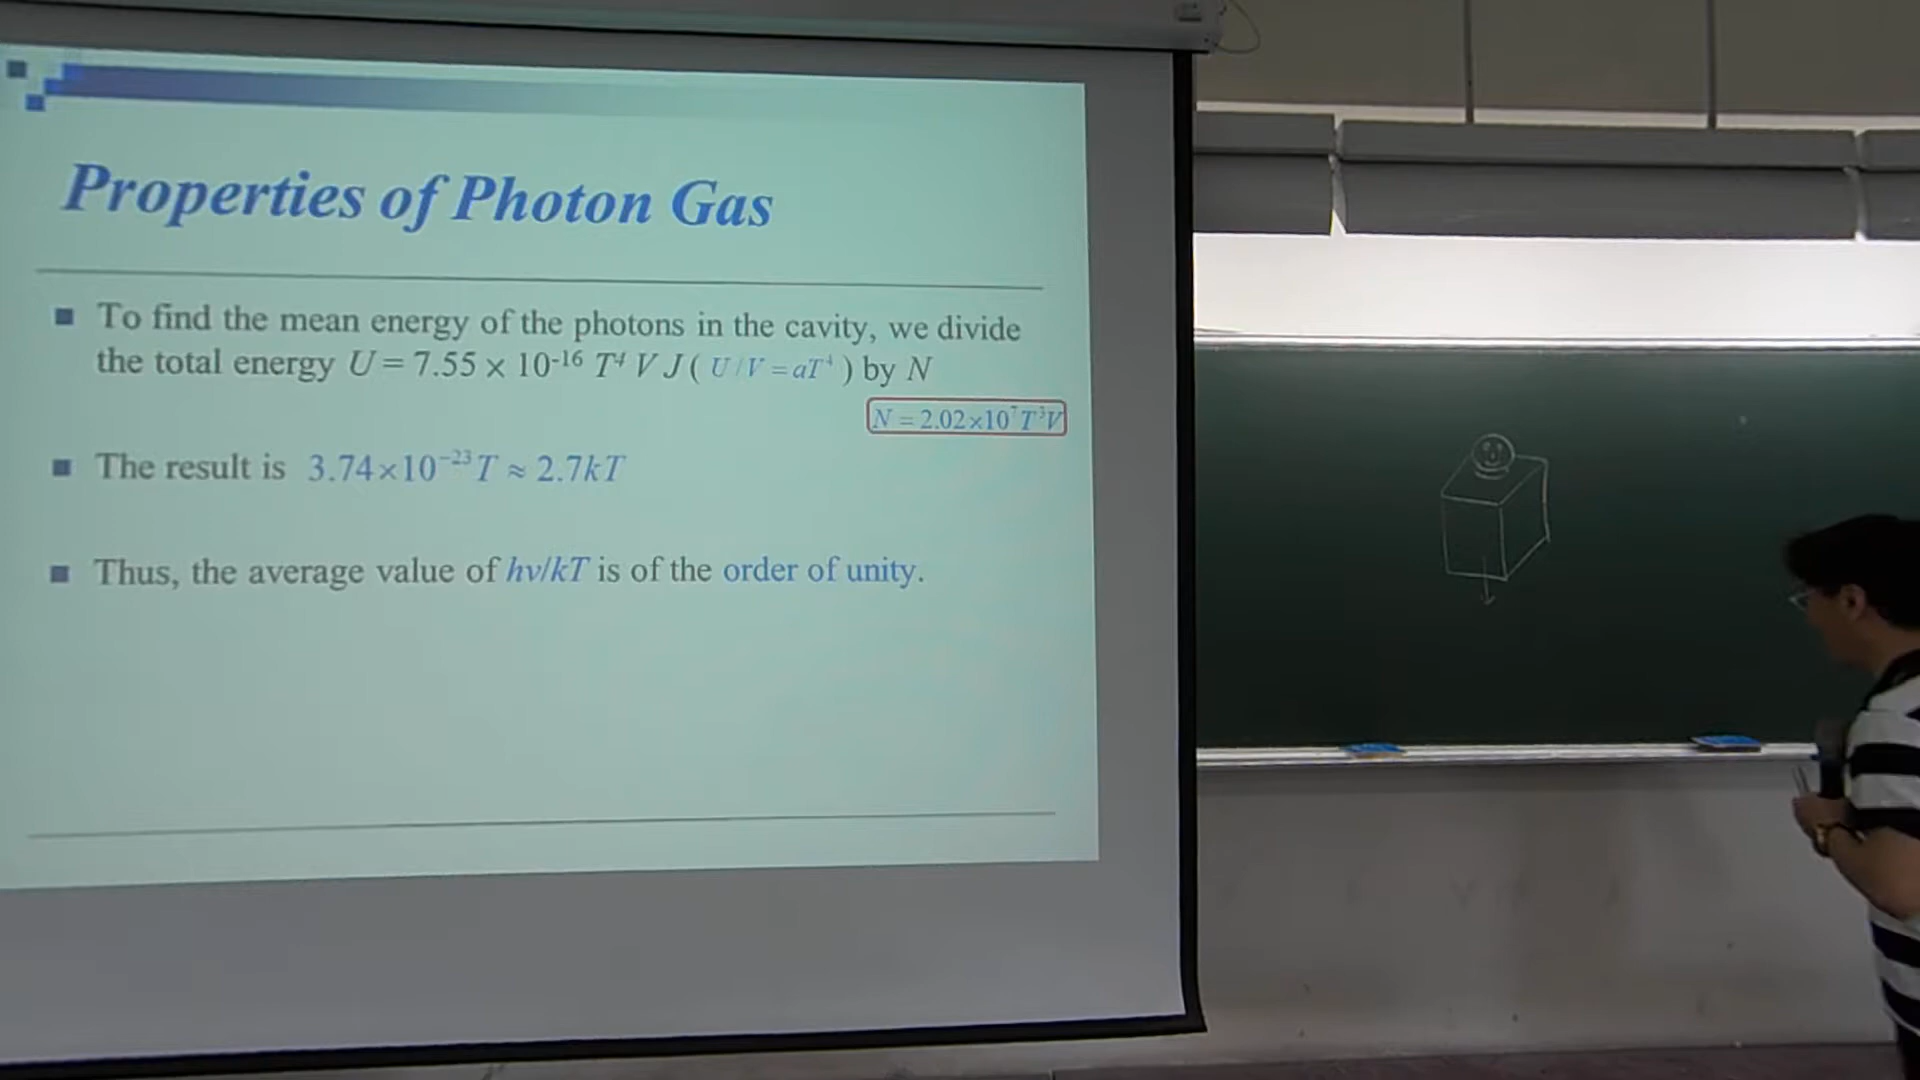 Properties of Photon Gas
To find the mean energy of the photons in the cavity, we divide
the total energy U = 7.55 × 10⁻¹⁶ T⁴ V J ( U/V = aT⁴ ) by N
N = 2.02×10⁷T³V
The result is 3.74×10⁻²³T ≈ 2.7kT
Thus, the average value of hν/kT is of the order of unity.